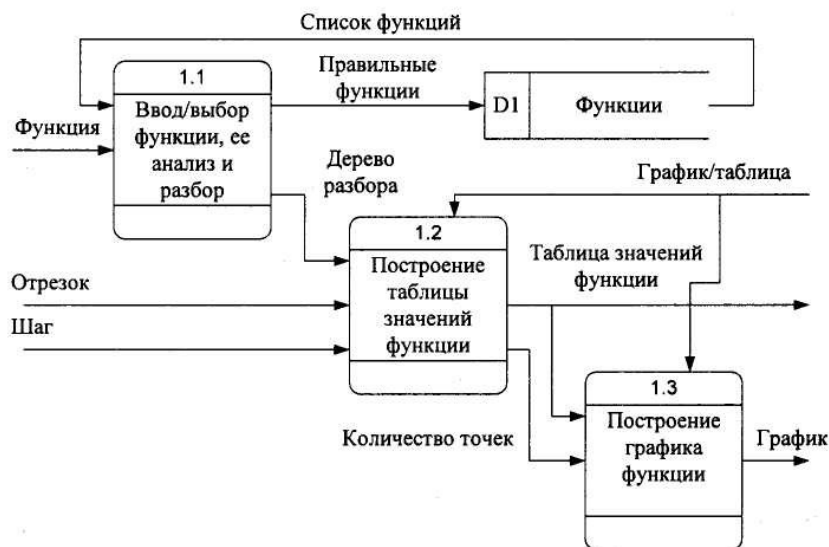 Список функций
1.1
Ввод/выбор
функции, ее
анализ и
разбор
Функция
Правильные
функции
D1
Функции
Дерево
разбора
График/таблица
1.2
Построение
таблицы
значений
функции
Таблица значений
функции
Отрезок
Шаг
Количество точек
1.3
Построение
графика
функции
График